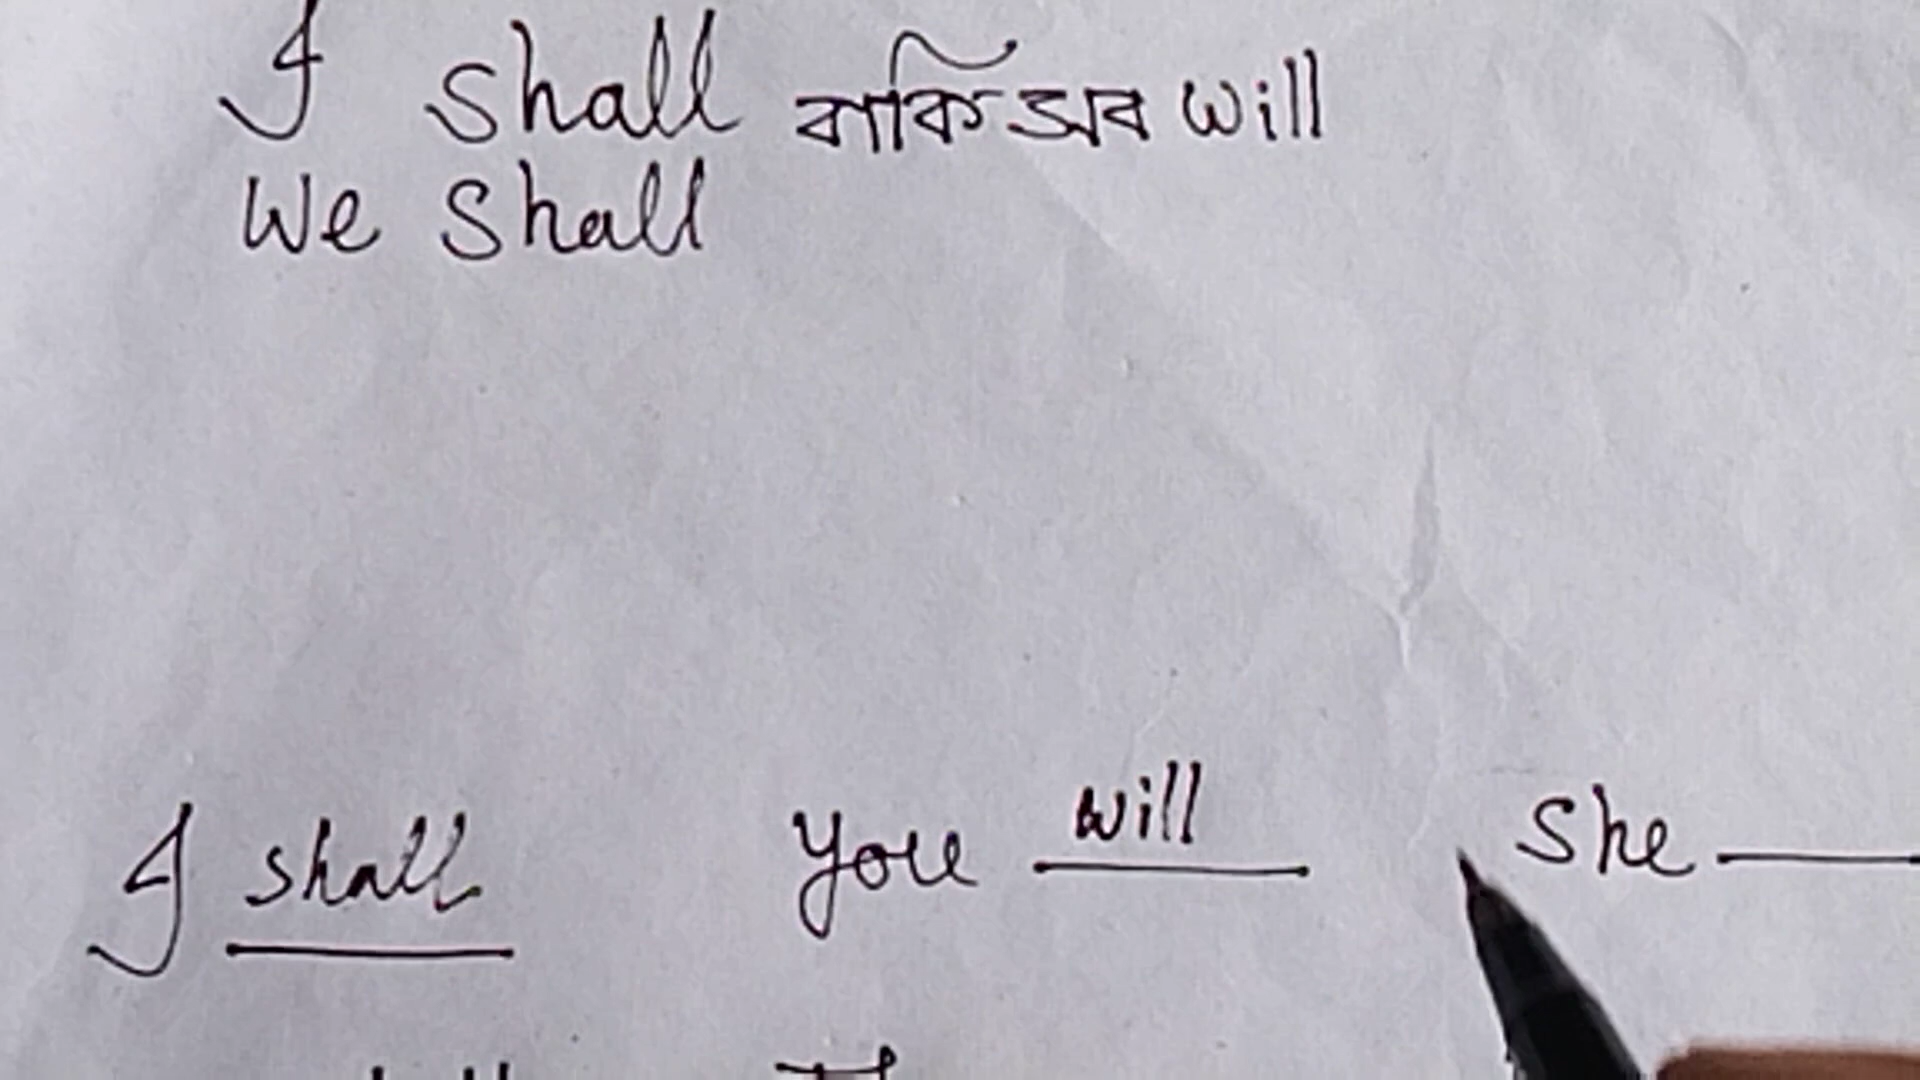 I shall বাকি সব will
We shall
I shall You will She